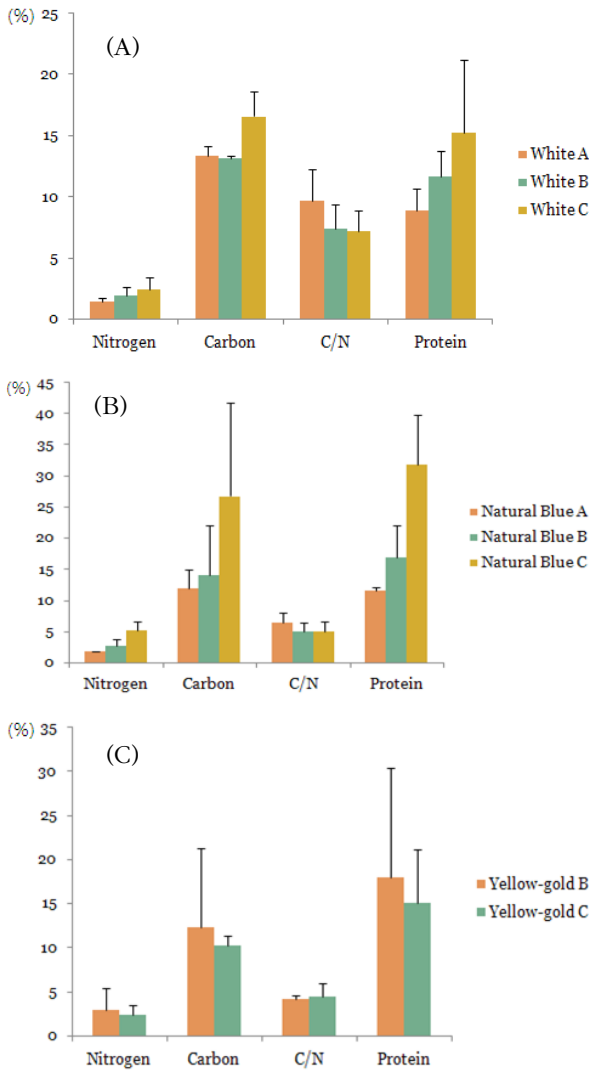 (%)
(A)
25
20
15
10
5
0
Nitrogen Carbon C/N Protein
White A
White B
White C
(%)
(B)
45
40
35
30
25
20
15
10
5
0
Nitrogen Carbon C/N Protein
Natural Blue A
Natural Blue B
Natural Blue C
(%)
(C)
35
30
25
20
15
10
5
0
Nitrogen Carbon C/N Protein
Yellow-gold B
Yellow-gold C